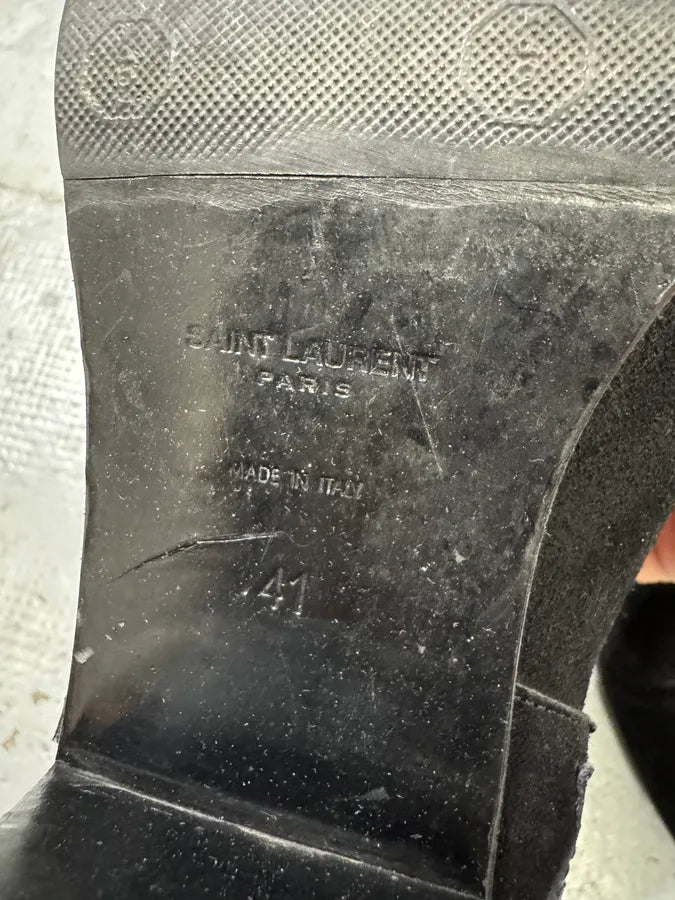 SAINT LAURENT
PARIS
MADE IN ITALY
41